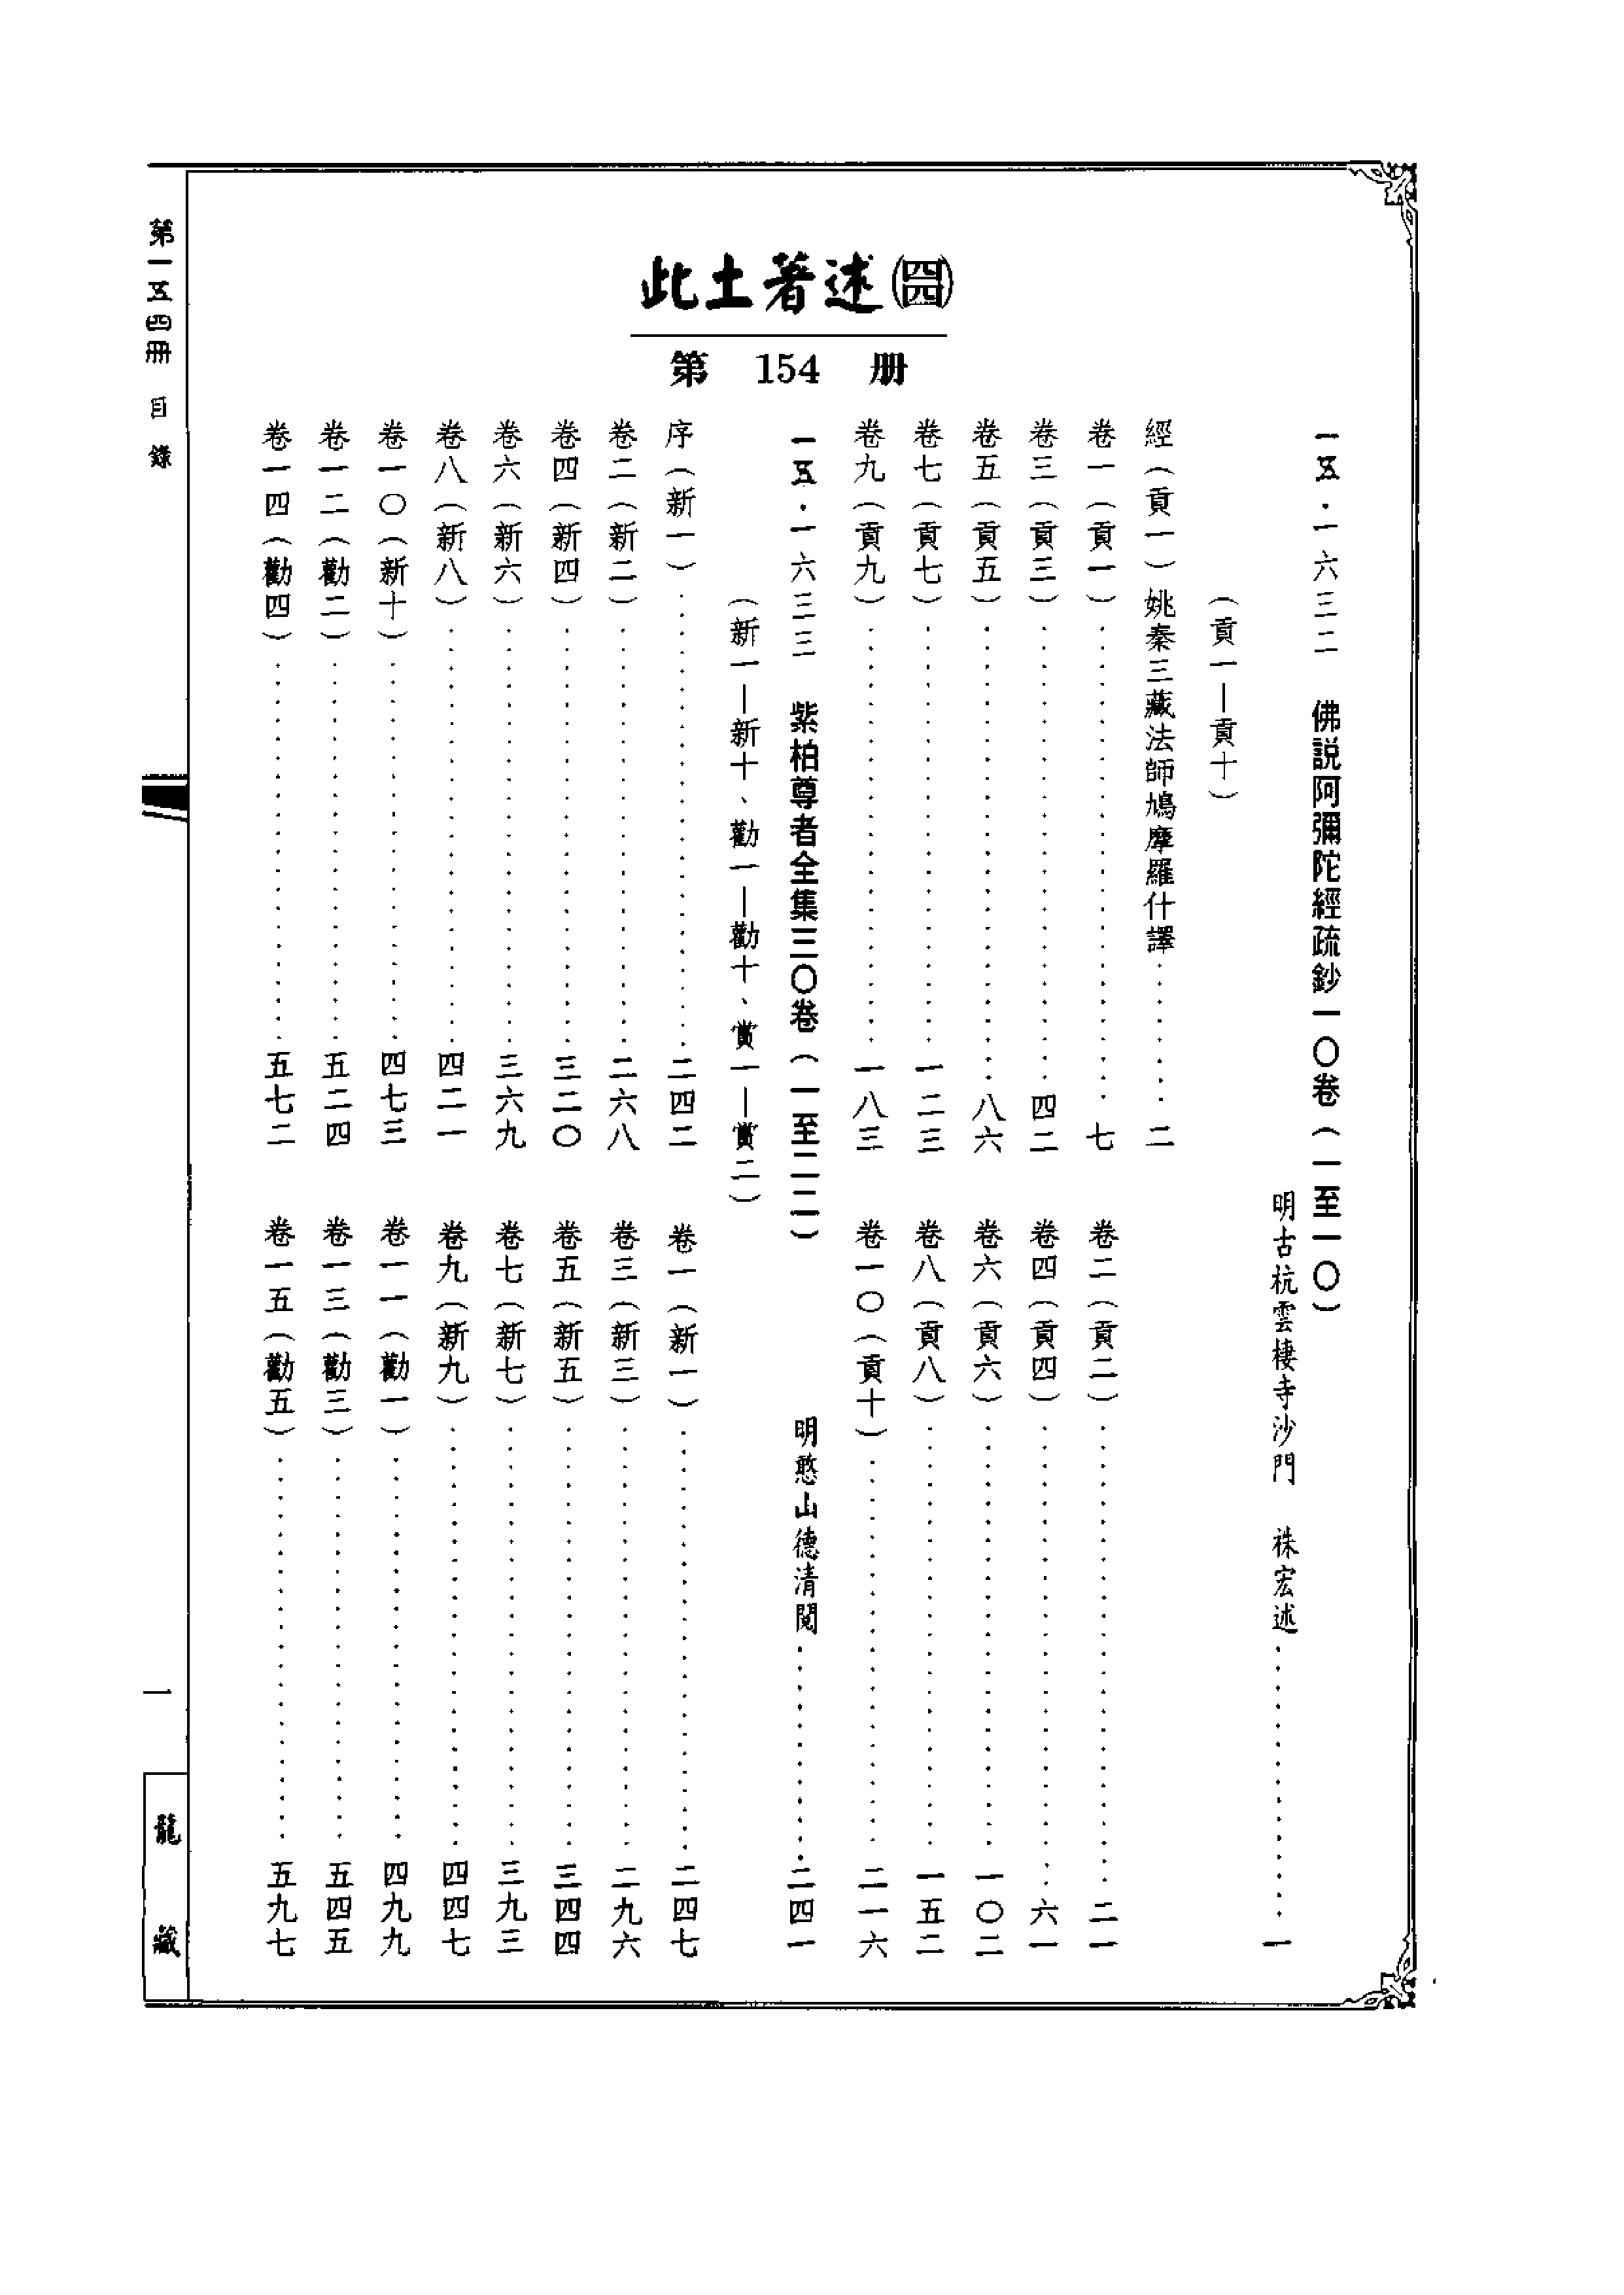 此土著述(四四)
第 154 册
一五·一六三二 佛説阿彌陀經疏鈔一〇卷（一至一〇）
明古杭雲棲寺沙門 袾宏述……………一
（貢一—貢十）
經（貢一）姚秦三藏法師鳩摩羅什譯……………二
卷一（貢一）……………七 卷二（貢二）……………二一
卷三（貢三）……………四二 卷四（貢四）……………六一
卷五（貢五）……………八六 卷六（貢六）……………一〇二
卷七（貢七）……………一二三 卷八（貢八）……………一五二
卷九（貢九）……………一八三 卷一〇（貢十）……………二一六
一五·一六三三 紫柏尊者全集三〇卷（一至二二） 明憨山德清閱……………二四一
（新一—新十、勸一—勸十、賞一—賞二）
序（新一）……………二四二 卷一（新一）……………二四七
卷二（新二）……………二六八 卷三（新三）……………二九六
卷四（新四）……………三二〇 卷五（新五）……………三四四
卷六（新六）……………三六九 卷七（新七）……………三九三
卷八（新八）……………四二一 卷九（新九）……………四四七
卷一〇（新十）……………四七三 卷一一（勸一）……………四九九
卷一二（勸二）……………五二四 卷一三（勸三）……………五四五
卷一四（勸四）……………五七二 卷一五（勸五）……………五九七
第一五四冊 目錄
一
龍藏